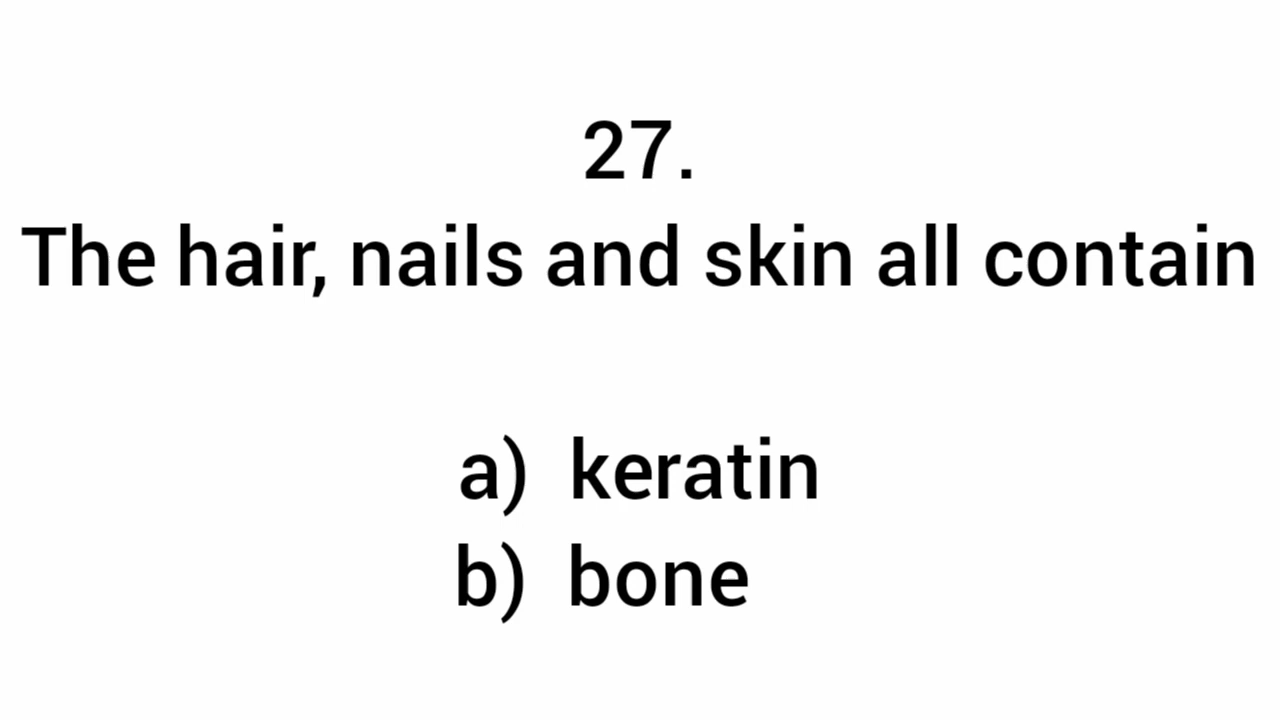 27.
The hair, nails and skin all contain
a) keratin
b) bone